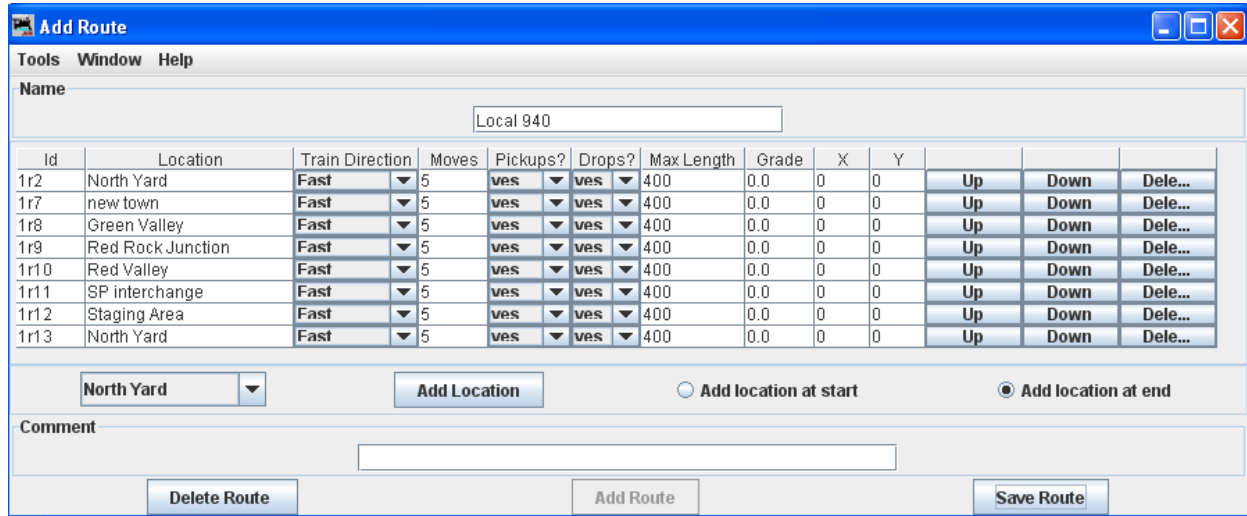 Add Route
Tools Window Help
Name
Local 940
Id Location Train Direction Moves Pickups? Drops? Max Length Grade X Y
1r2 North Yard East 5 yes yes 400 0.0 0 0 Up Down Dele...
1r7 new town East 5 yes yes 400 0.0 0 0 Up Down Dele...
1r8 Green Valley East 5 yes yes 400 0.0 0 0 Up Down Dele...
1r9 Red Rock Junction East 5 yes yes 400 0.0 0 0 Up Down Dele...
1r10 Red Valley East 5 yes yes 400 0.0 0 0 Up Down Dele...
1r11 SP interchange East 5 yes yes 400 0.0 0 0 Up Down Dele...
1r12 Staging Area East 5 yes yes 400 0.0 0 0 Up Down Dele...
1r13 North Yard East 5 yes yes 400 0.0 0 0 Up Down Dele...
North Yard Add Location Add location at start Add location at end
Comment
Delete Route Add Route Save Route